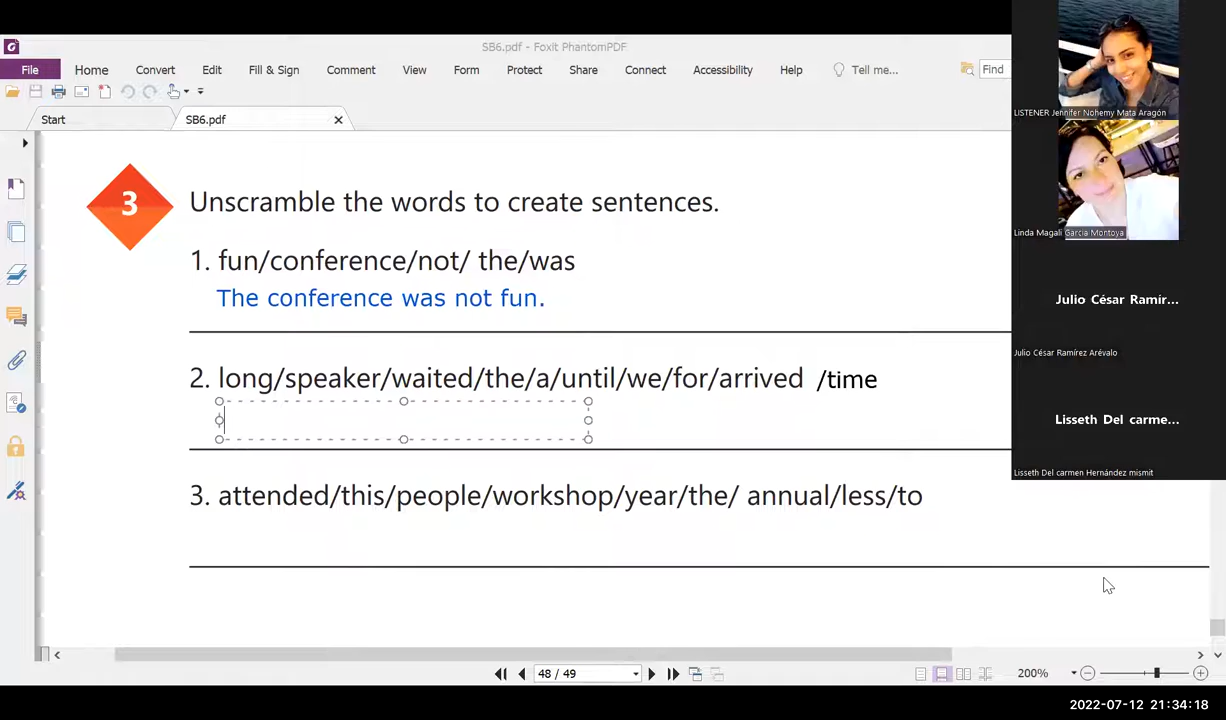 SB6.pdf - Foxit PhantomPDF
File Home Convert Edit Fill & Sign Comment View Form Protect Share Connect Accessibility Help Tell me... Find
Start SB6.pdf
LISTENER Jennifer Nohemy Mata Aragón
3 Unscramble the words to create sentences.
Linda Magali Garcia Montoya
1. fun/conference/not/ the/was
The conference was not fun.
Julio César Ramír...
Julio César Ramírez Arévalo
2. long/speaker/waited/the/a/until/we/for/arrived /time
Lisseth Del carme...
Lisseth Del carmen Hernández mismit
3. attended/this/people/workshop/year/the/ annual/less/to
48 / 49 200%
2022-07-12 21:34:18